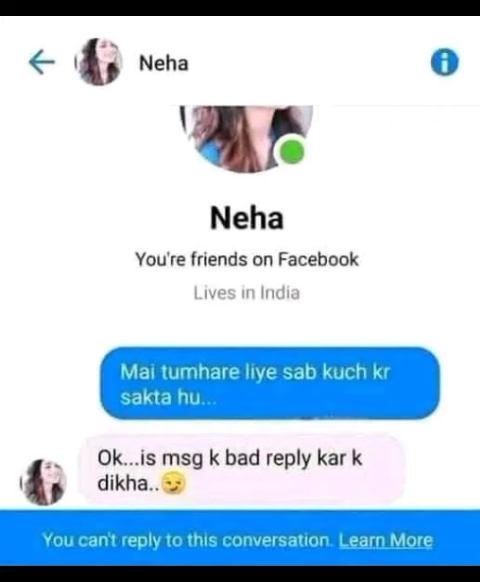 Neha
Neha
You're friends on Facebook
Lives in India
Mai tumhare liye sab kuch kr
sakta hu...
Ok...is msg k bad reply kar k
dikha..😏
You can't reply to this conversation. Learn More